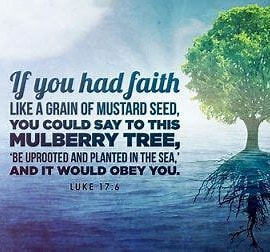 If you had faith
LIKE A GRAIN OF MUSTARD SEED,
YOU COULD SAY TO THIS
MULBERRY TREE,
‘BE UPROOTED AND PLANTED IN THE SEA,’
AND IT WOULD OBEY YOU.
LUKE 17:6